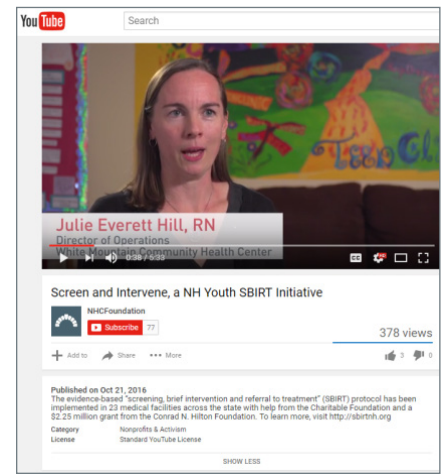 YouTube
Search
Teen Cli
Julie Everett Hill, RN
Director of Operations
White Mountain Community Health Center
0:38 / 5:33
CC
Screen and Intervene, a NH Youth SBIRT Initiative
NHCFoundation
Subscribe 77
378 views
Add to Share More 3 0
Published on Oct 21, 2016
The evidence-based "screening, brief intervention and referral to treatment" (SBIRT) protocol has been
implemented in 23 medical facilities across the state with help from the Charitable Foundation and a
$2.25 million grant from the Conrad N. Hilton Foundation. To learn more, visit http://sbirtnh.org
Category Nonprofits & Activism
License Standard YouTube License
SHOW LESS